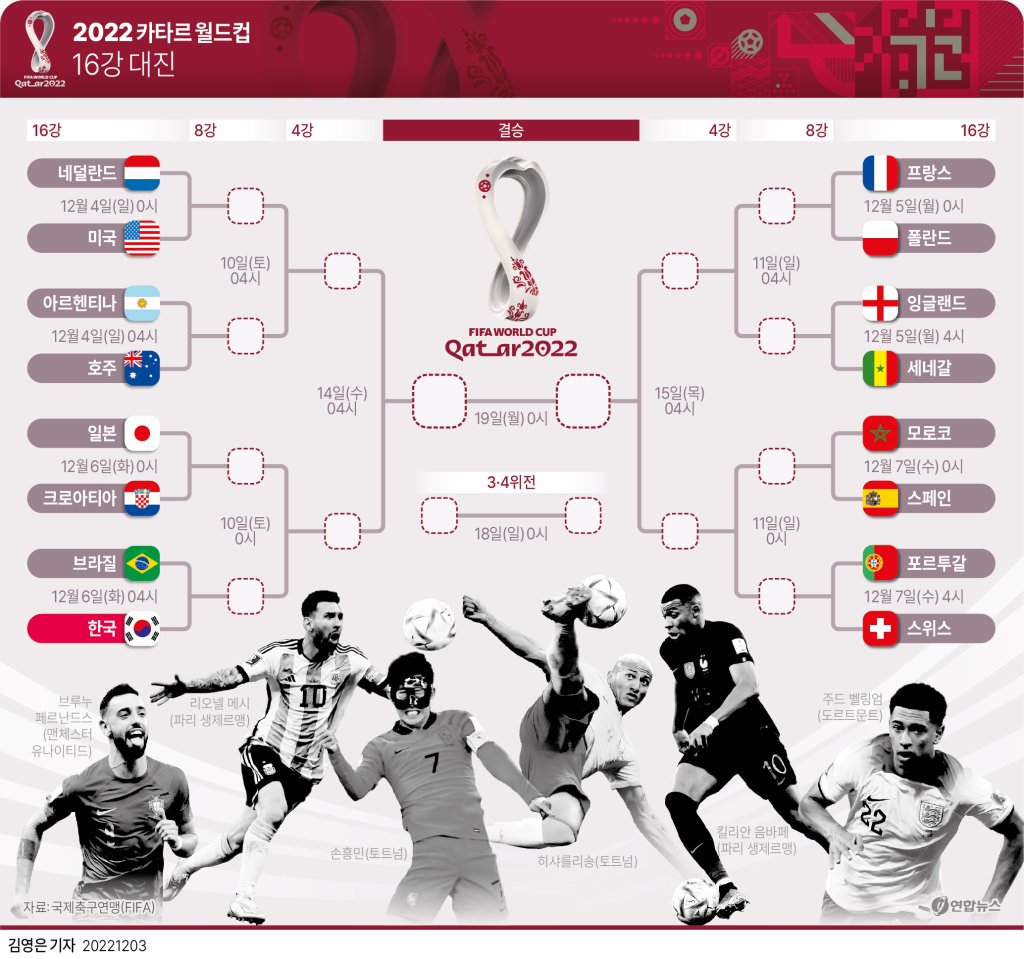 2022 카타르 월드컵
16강 대진
FIFA WORLD CUP
Qatar2022
16강
8강
4강
결승
4강
8강
16강
네덜란드
12월 4일(일) 0시
미국
10일(토)
04시
아르헨티나
12월 4일(일) 04시
호주
14일(수)
04시
일본
12월 6일(화) 0시
크로아티아
10일(토)
0시
브라질
12월 6일(화) 04시
한국
FIFA WORLD CUP
Qatar2022
19일(월) 0시
3·4위전
18일(일) 0시
프랑스
12월 5일(월) 0시
폴란드
11일(일)
04시
잉글랜드
12월 5일(월) 4시
세네갈
15일(목)
04시
모로코
12월 7일(수) 0시
스페인
11일(일)
0시
포르투갈
12월 7일(수) 4시
스위스
브루누
페르난드스
(맨체스터
유나이티드)
리오넬 메시
(파리 생제르맹)
10
7
손흥민(토트넘)
히샤를리송(토트넘)
10
킬리안 음바페
(파리 생제르맹)
주드 벨링엄
(도르트문트)
22
자료: 국제축구연맹(FIFA)
연합뉴스
김영은 기자 20221203